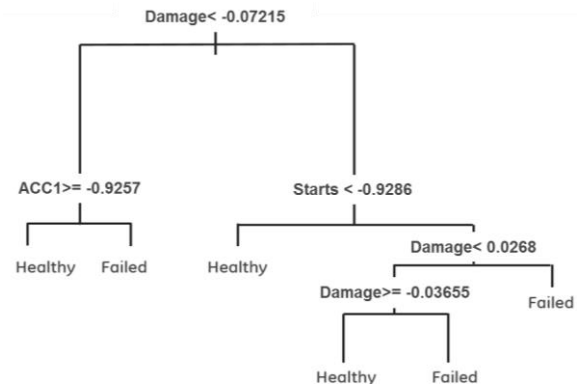 Damage< -0.07215
ACC1>= -0.9257
Starts < -0.9286
Healthy
Failed
Healthy
Damage< 0.0268
Damage>= -0.03655
Failed
Healthy
Failed